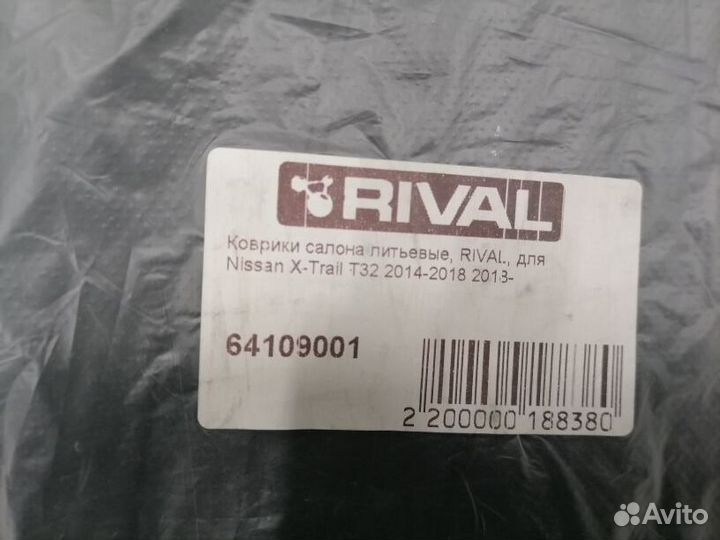 RIVAL
Коврики салона литьевые, RIVAL, для
Nissan X-Trail T32 2014-2018 2018-
64109001
2 200000 188380
Avito